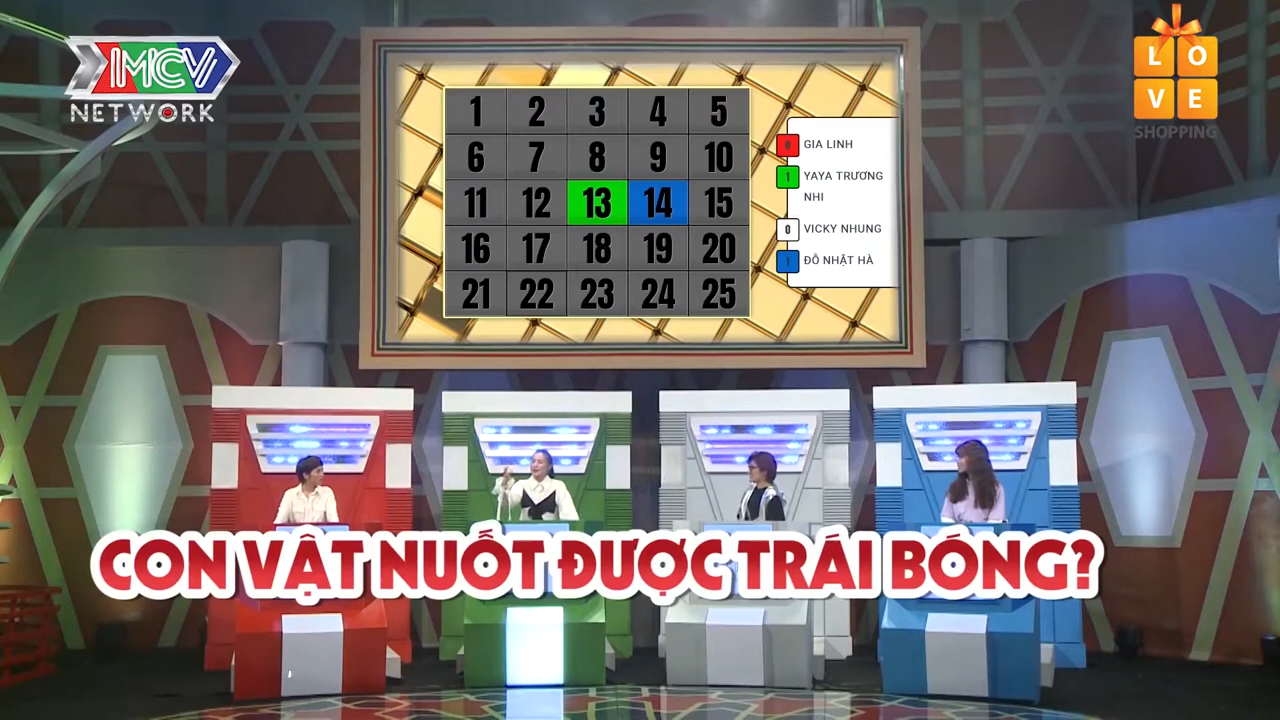 MCV
NETWORK
LOVE
SHOPPING
1 2 3 4 5
6 7 8 9 10
11 12 13 14 15
16 17 18 19 20
21 22 23 24 25
0 GIA LINH
1 YAYA TRƯƠNG
NHI
0 VICKY NHUNG
1 ĐỖ NHẬT HÀ
CON VẬT NUỐT ĐƯỢC TRÁI BÓNG?